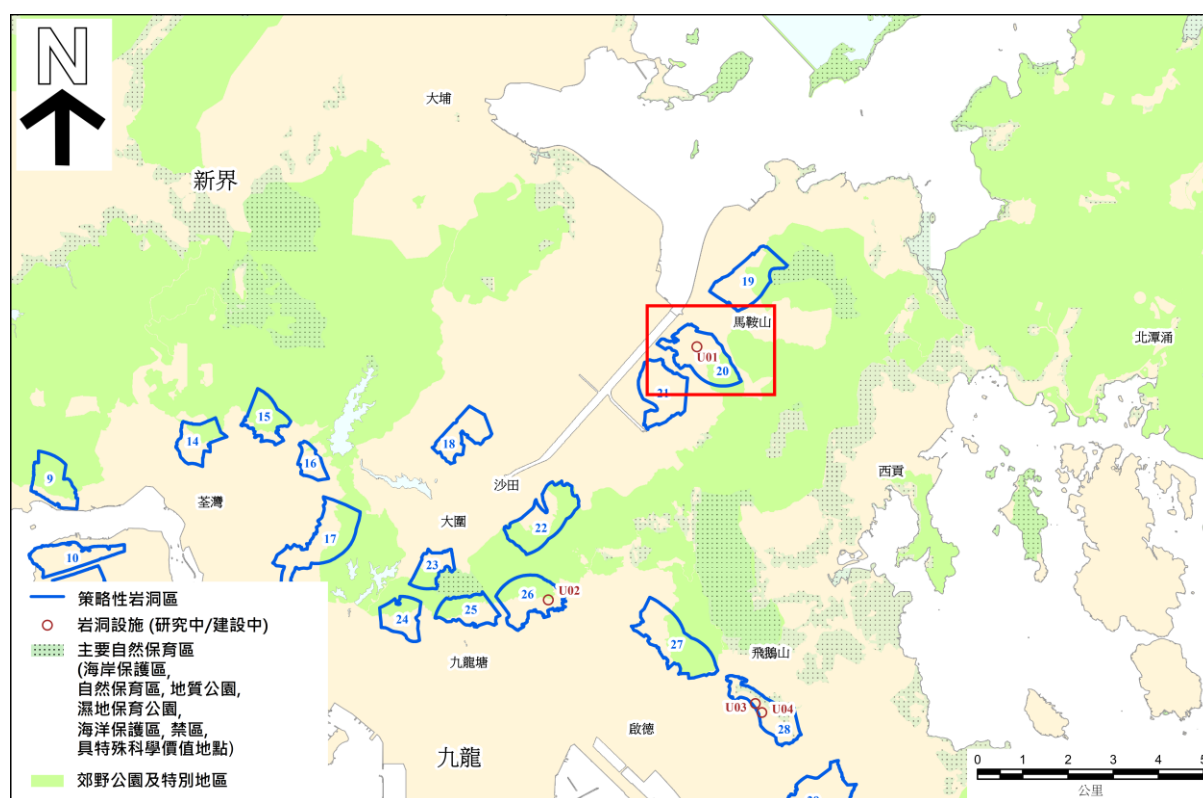 N
大埔
新界
19
馬鞍山
U01
20
北潭涌
21
15
14
18
16
9
西貢
沙田
荃灣
大圍
22
17
10
23
U02
26
25
24
策略性岩洞區
岩洞設施 (研究中/建設中)
主要自然保育區
(海岸保護區,
自然保育區, 地質公園,
濕地保育公園,
海洋保護區, 禁區,
具特殊科學價值地點)
郊野公園及特別地區
27
九龍塘
飛鵝山
U03
U04
啟德
28
九龍
0 1 2 3 4 5
公里